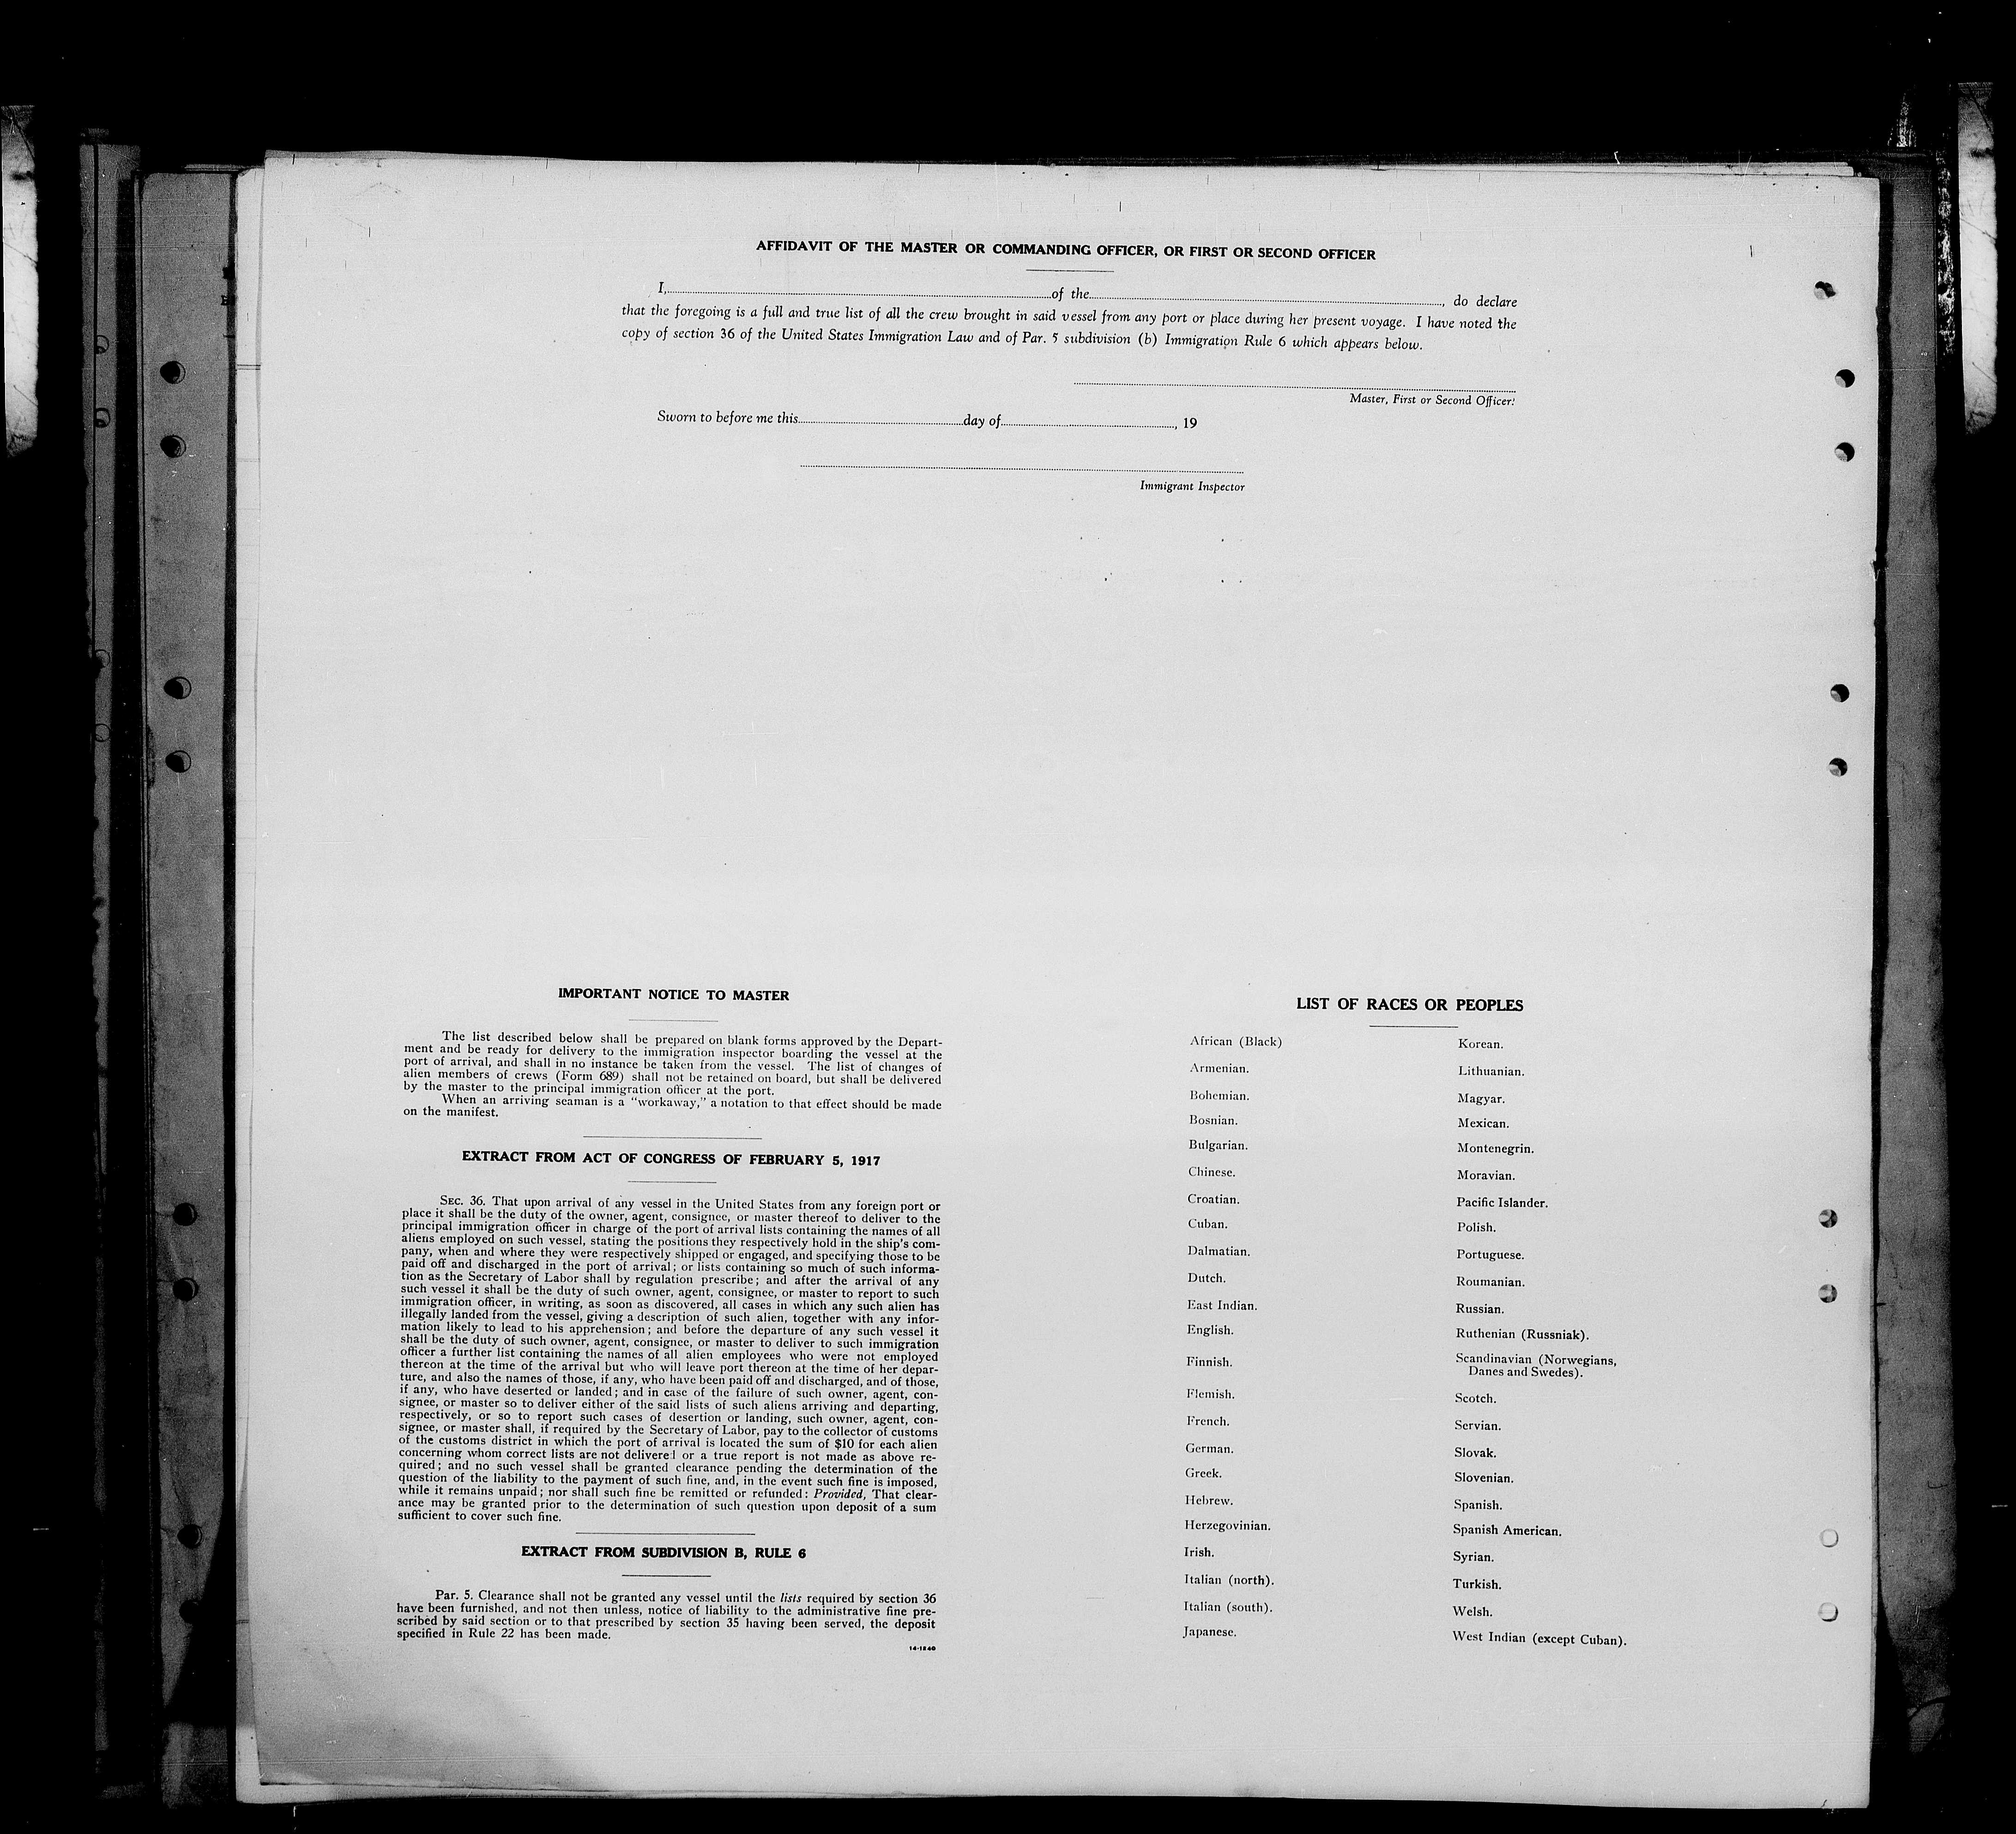 AFFIDAVIT OF THE MASTER OR COMMANDING OFFICER, OR FIRST OR SECOND OFFICER
I, of the , do declare
that the foregoing is a full and true list of all the crew brought in said vessel from any port or place during her present voyage. I have noted the
copy of section 36 of the United States Immigration Law and of Par. 5 subdivision (b) Immigration Rule 6 which appears below.
Master, First or Second Officer.
Sworn to before me this day of , 19
Immigrant Inspector
IMPORTANT NOTICE TO MASTER
The list described below shall be prepared on blank forms approved by the Depart-
ment and be ready for delivery to the immigration inspector boarding the vessel at the
port of arrival, and shall in no instance be taken from the vessel. The list of changes of
alien members of crews (Form 689) shall not be retained on board, but shall be delivered
by the master to the principal immigration officer at the port.
When an arriving seaman is a "workaway," a notation to that effect should be made
on the manifest.
EXTRACT FROM ACT OF CONGRESS OF FEBRUARY 5, 1917
SEC. 36. That upon arrival of any vessel in the United States from any foreign port or
place it shall be the duty of the owner, agent, consignee, or master thereof to deliver to the
principal immigration officer in charge of the port of arrival lists containing the names of all
aliens employed on such vessel, stating the positions they respectively hold in the ship's com-
pany, when and where they were respectively shipped or engaged, and specifying those to be
paid off and discharged in the port of arrival; or lists containing so much of such informa-
tion as the Secretary of Labor shall by regulation prescribe; and after the arrival of any
such vessel it shall be the duty of such owner, agent, consignee, or master to report to such
immigration officer, in writing, as soon as discovered, all cases in which any such alien has
illegally landed from the vessel, giving a description of such alien, together with any infor-
mation likely to lead to his apprehension; and before the departure of any such vessel it
shall be the duty of such owner, agent, consignee, or master to deliver to such immigration
officer a further list containing the names of all alien employees who were not employed
thereon at the time of the arrival but who will leave port thereon at the time of her depar-
ture, and also the names of those, if any, who have been paid off and discharged, and of those,
if any, who have deserted or landed; and in case of the failure of such owner, agent, con-
signee, or master so to deliver either of the said lists of such aliens arriving and departing,
respectively, or so to report such cases of desertion or landing, such owner, agent, con-
signee, or master shall, if required by the Secretary of Labor, pay to the collector of customs
of the customs district in which the port of arrival is located the sum of $10 for each alien
concerning whom correct lists are not delivered or a true report is not made as above re-
quired; and no such vessel shall be granted clearance pending the determination of the
question of the liability to the payment of such fine, and, in the event such fine is imposed,
while it remains unpaid; nor shall such fine be remitted or refunded: Provided, That clear-
ance may be granted prior to the determination of such question upon deposit of a sum
sufficient to cover such fine.
EXTRACT FROM SUBDIVISION B, RULE 6
Par. 5. Clearance shall not be granted any vessel until the lists required by section 36
have been furnished, and not then unless, notice of liability to the administrative fine pre-
scribed by said section or to that prescribed by section 35 having been served, the deposit
specified in Rule 22 has been made.
14-1240
LIST OF RACES OR PEOPLES
African (Black)
Armenian.
Bohemian.
Bosnian.
Bulgarian.
Chinese.
Croatian.
Cuban.
Dalmatian.
Dutch.
East Indian.
English.
Finnish.
Flemish.
French.
German.
Greek.
Hebrew.
Herzegovinian.
Irish.
Italian (north).
Italian (south).
Japanese.
Korean.
Lithuanian.
Magyar.
Mexican.
Montenegrin.
Moravian.
Pacific Islander.
Polish.
Portuguese.
Roumanian.
Russian.
Ruthenian (Russniak).
Scandinavian (Norwegians,
Danes and Swedes).
Scotch.
Servian.
Slovak.
Slovenian.
Spanish.
Spanish American.
Syrian.
Turkish.
Welsh.
West Indian (except Cuban).